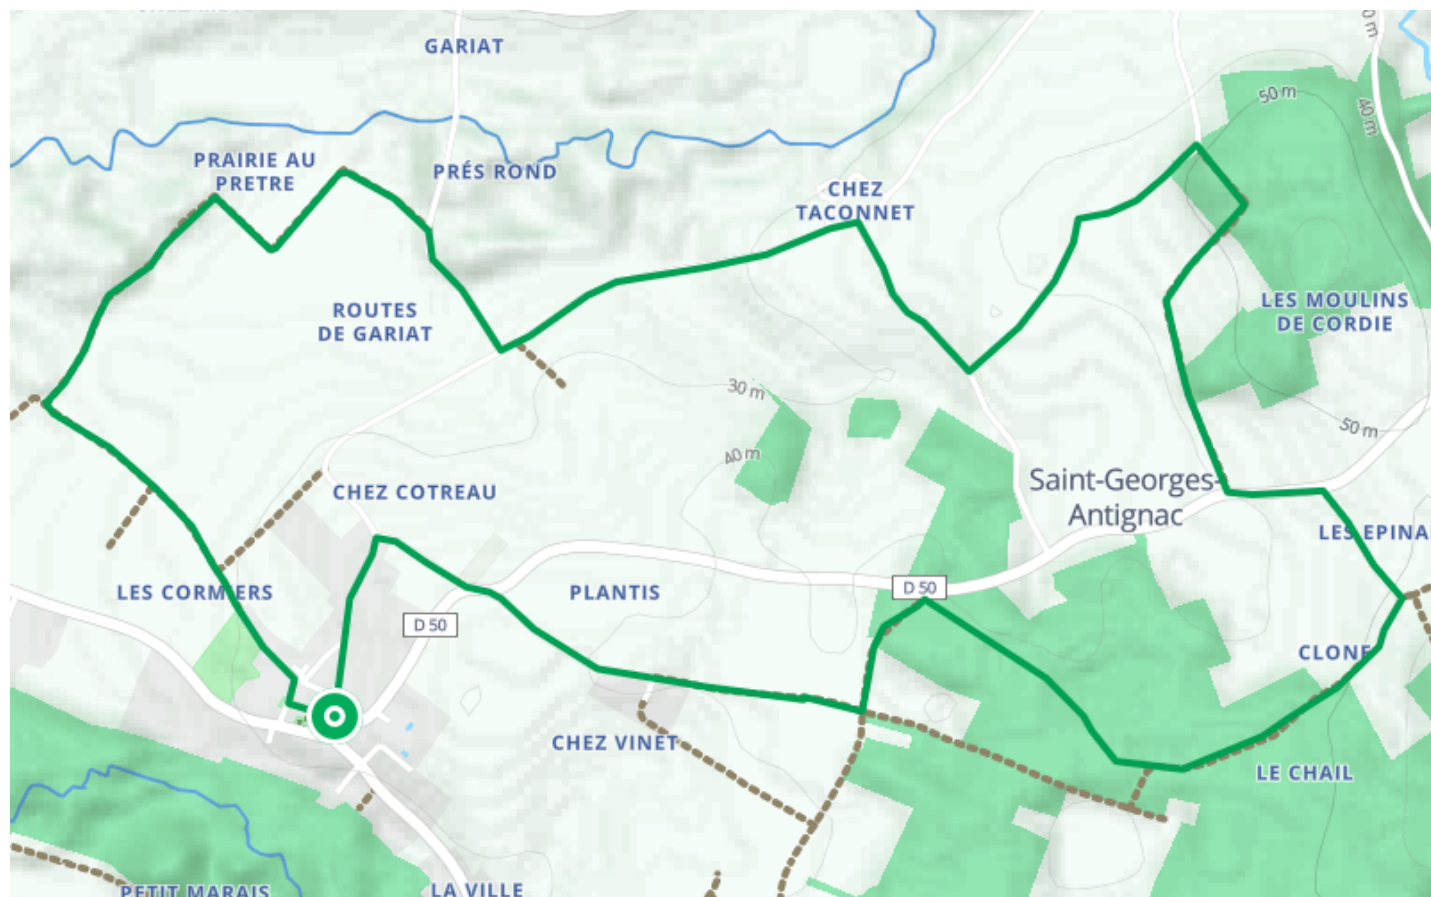 GARIAT
50 m
40 m
PRAIRIE AU
PRETRE
PRÉS ROND
CHEZ
TACONNET
ROUTES
DE GARIAT
LES MOULINS
DE CORDIE
30 m
50 m
40 m
CHEZ COTREAU
Saint-Georges-
Antignac
LES EPINA
LES CORMIERS
PLANTIS
D 50
D 50
CLONE
CHEZ VINET
LE CHAIL
PETIT MARAIS
LA VILLE